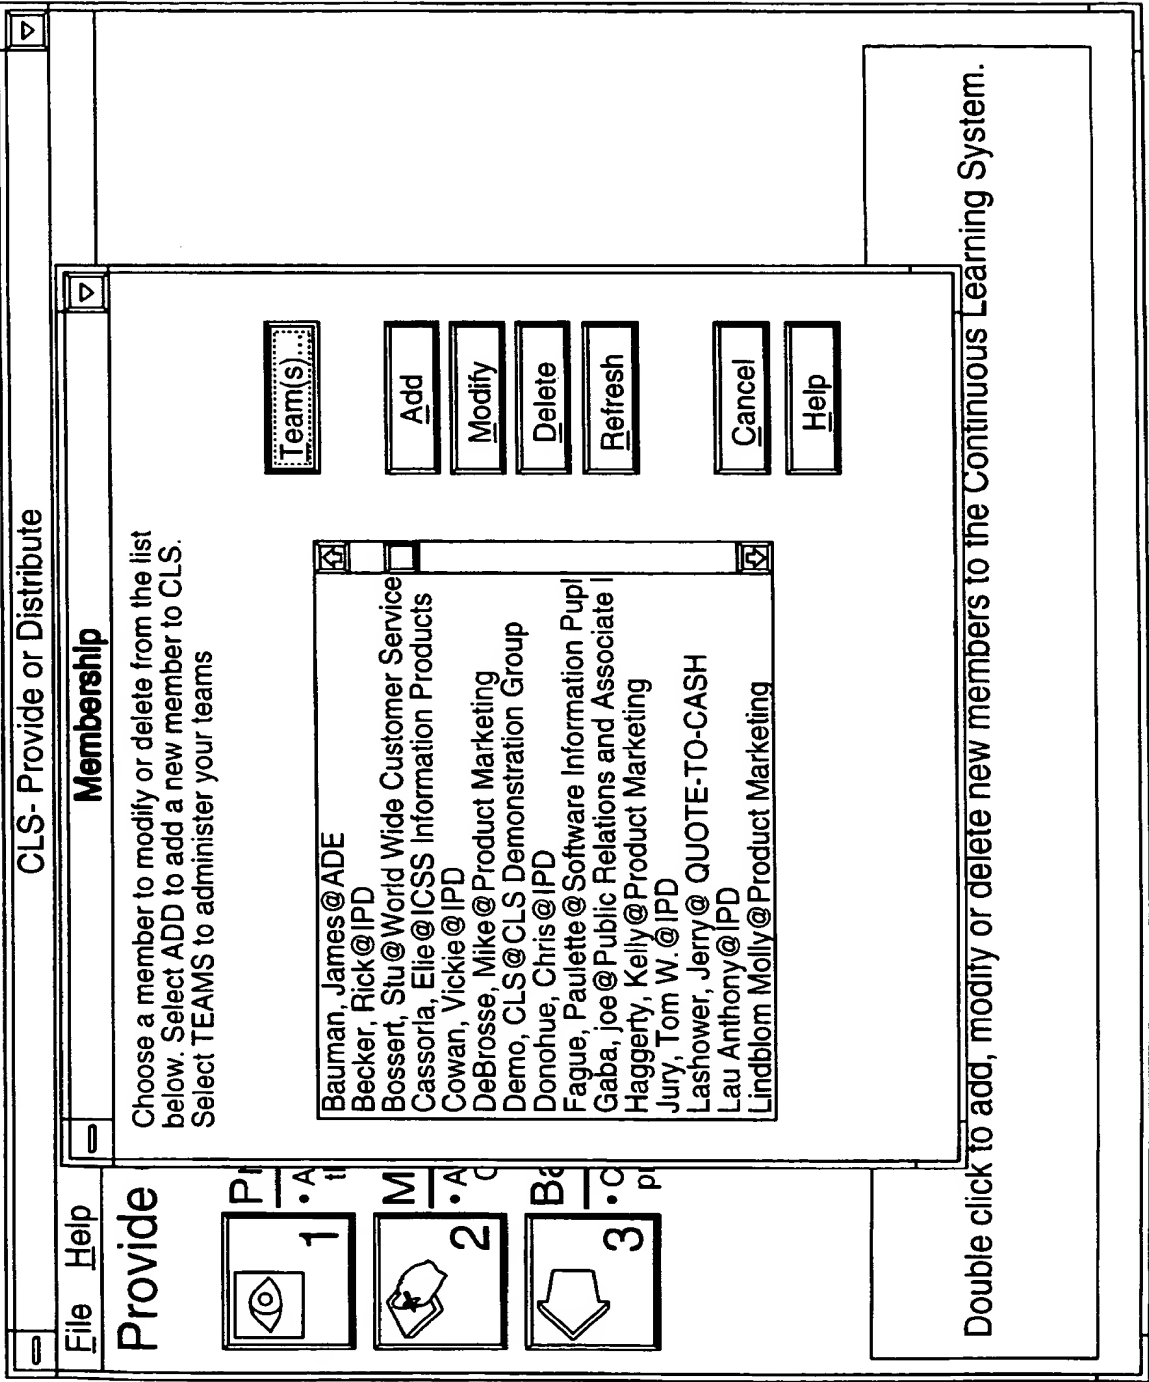 CLS- Provide or Distribute
File Help
Provide
Membership
Choose a member to modify or delete from the list
below. Select ADD to add a new member to CLS.
Select TEAMS to administer your teams
Team(s)...
Bauman, James@ADE
Becker, Rick@IPD
Bossert, Stu@World Wide Customer Service
Cassorla, Elie@ICSS Information Products
Cowan, Vickie@IPD
DeBrosse, Mike@Product Marketing
Demo, CLS@CLS Demonstration Group
Donohue, Chris@IPD
Fague, Paulette@Software Information Pupl
Gaba, joe@Public Relations and Associate I
Haggerty, Kelly@Product Marketing
Jury, Tom W.@IPD
Lashower, Jerry@ QUOTE-TO-CASH
Lau Anthony@IPD
Lindblom Molly@Product Marketing
Add
Modify
Delete
Refresh
Cancel
Help
1
2
3
Double click to add, modify or delete new members to the Continuous Learning System.